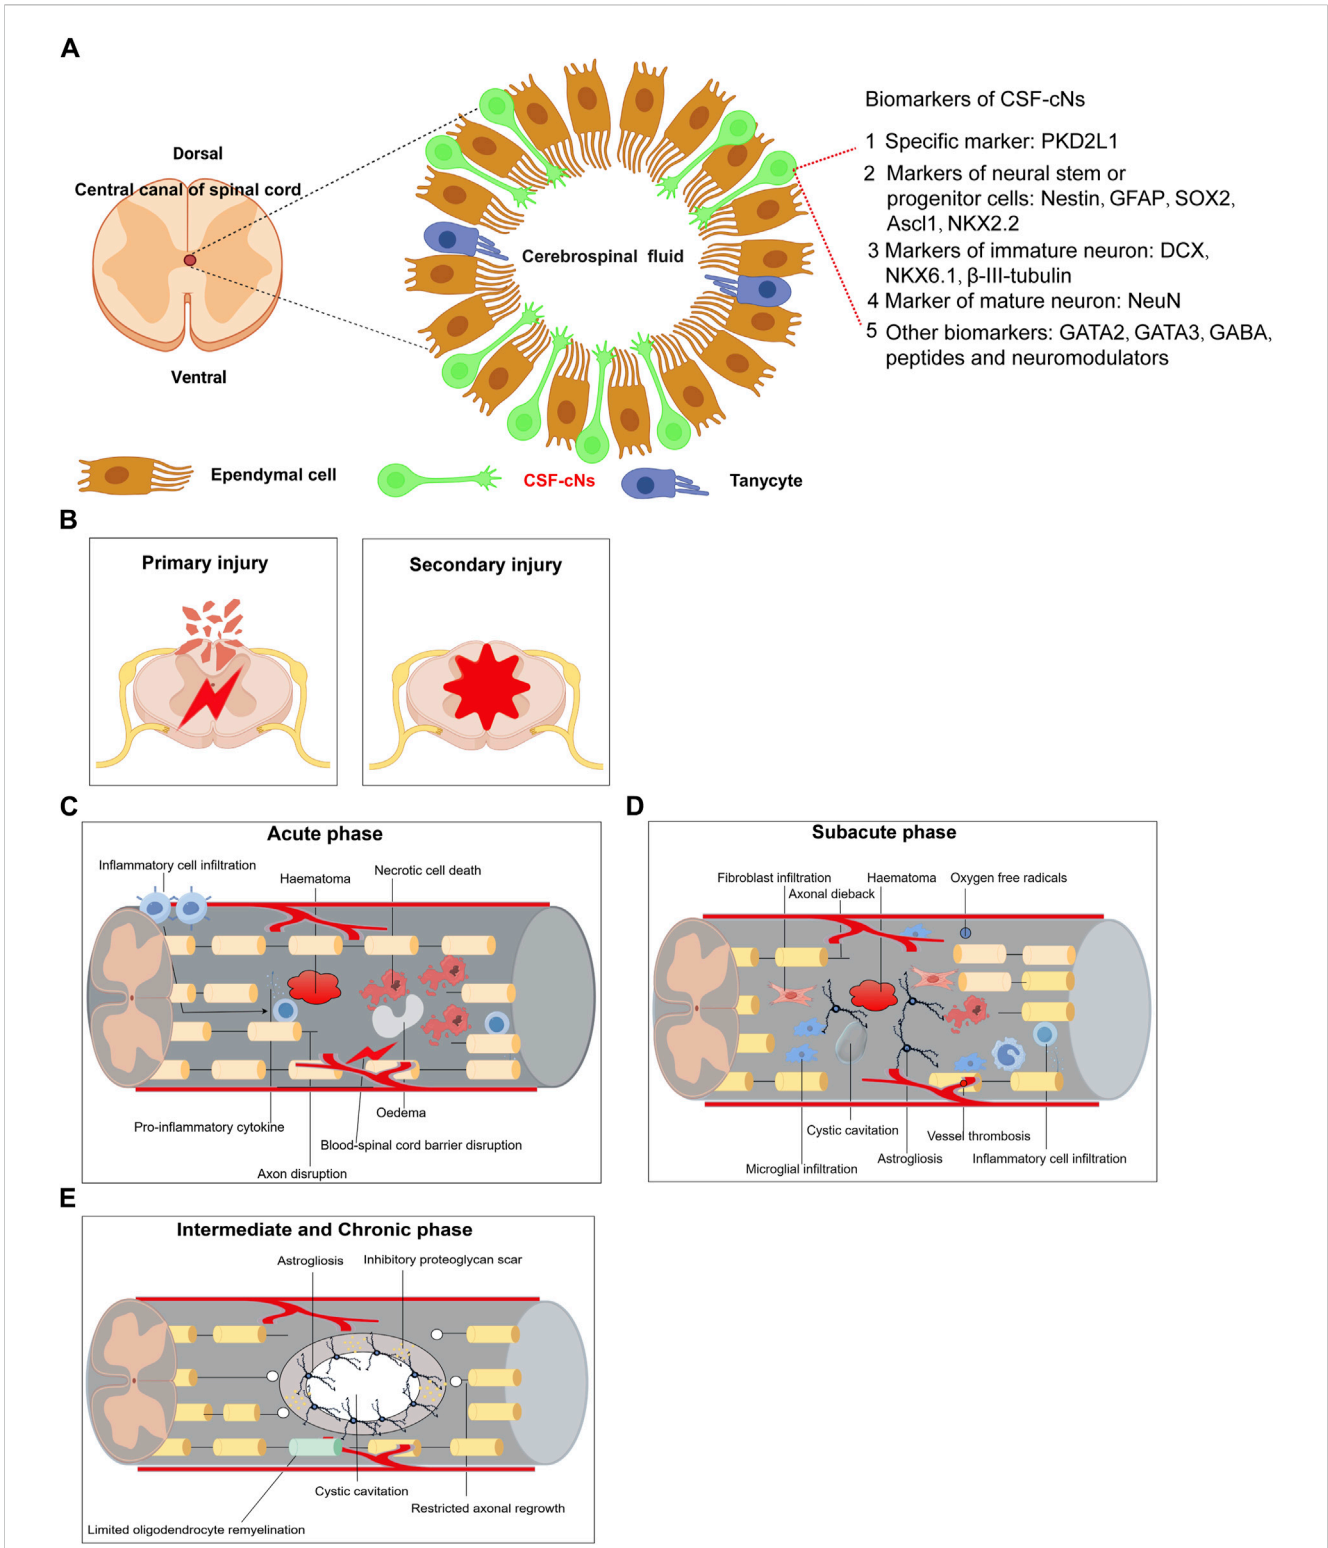 A
Dorsal
Central canal of spinal cord
Ventral
Cerebrospinal fluid
Biomarkers of CSF-cNs
1 Specific marker: PKD2L1
2 Markers of neural stem or
progenitor cells: Nestin, GFAP, SOX2,
Ascl1, NKX2.2
3 Markers of immature neuron: DCX,
NKX6.1, β-III-tubulin
4 Marker of mature neuron: NeuN
5 Other biomarkers: GATA2, GATA3, GABA,
peptides and neuromodulators
Ependymal cell
CSF-cNs
Tanycyte
B
Primary injury
Secondary injury
C
Acute phase
Inflammatory cell infiltration
Haematoma
Necrotic cell death
Pro-inflammatory cytokine
Oedema
Blood-spinal cord barrier disruption
Axon disruption
D
Subacute phase
Fibroblast infiltration
Haematoma
Oxygen free radicals
Axonal dieback
Cystic cavitation
Vessel thrombosis
Microglial infiltration
Astrogliosis
Inflammatory cell infiltration
E
Intermediate and Chronic phase
Astrogliosis
Inhibitory proteoglycan scar
Cystic cavitation
Restricted axonal regrowth
Limited oligodendrocyte remyelination